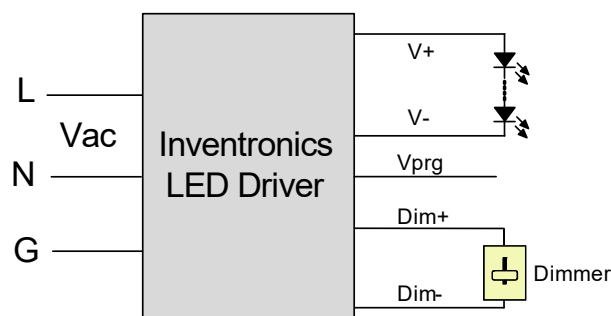 L
Vac
N
G
Inventronics
LED Driver
V+
V-
Vprg
Dim+
Dim-
Dimmer